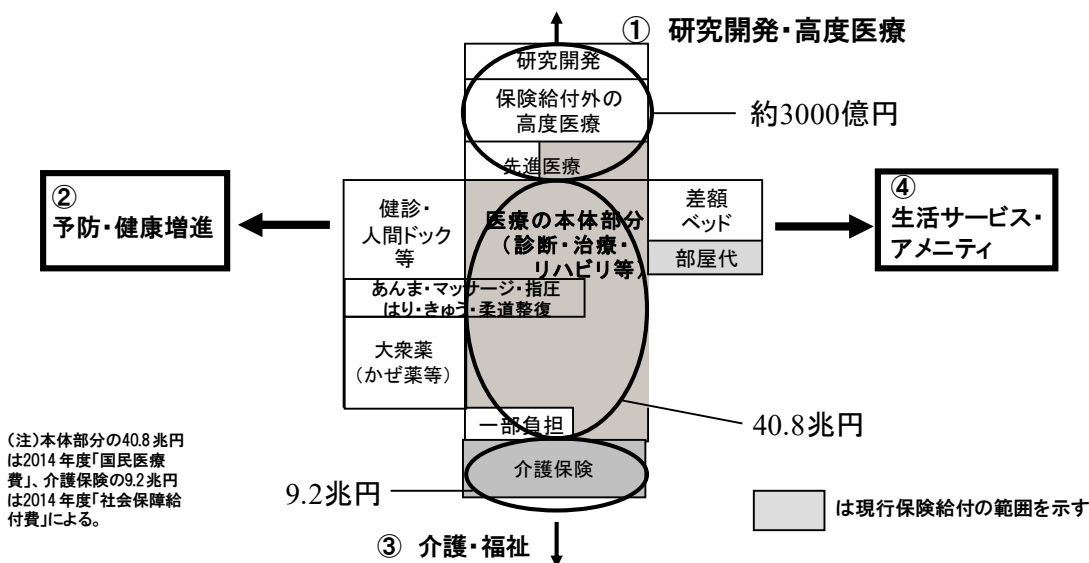 ① 研究開発・高度医療
研究開発
保険給付外の
高度医療
約3000億円
先進医療
②
予防・健康増進
健診・
人間ドック
等
医療の本体部分
(診断・治療・
リハビリ等)
差額
ベッド
部屋代
④
生活サービス・
アメニティ
あんま・マッサージ・指圧
はり・きゅう・柔道整復
大衆薬
(かぜ薬等)
一部負担
40.8兆円
介護保険
9.2兆円
(注)本体部分の40.8兆円
は2014年度「国民医療
費」、介護保険の9.2兆円
は2014年度「社会保障給
付費」による。
は現行保険給付の範囲を示す
③ 介護・福祉